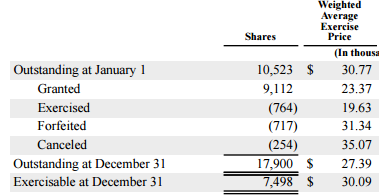 Weighted
Average
Exercise
Shares Price
(In thousa
Outstanding at January 1 10,523 $ 30.77
Granted 9,112 23.37
Exercised (764) 19.63
Forfeited (717) 31.34
Canceled (254) 35.07
Outstanding at December 31 17,900 $ 27.39
Exercisable at December 31 7,498 $ 30.09